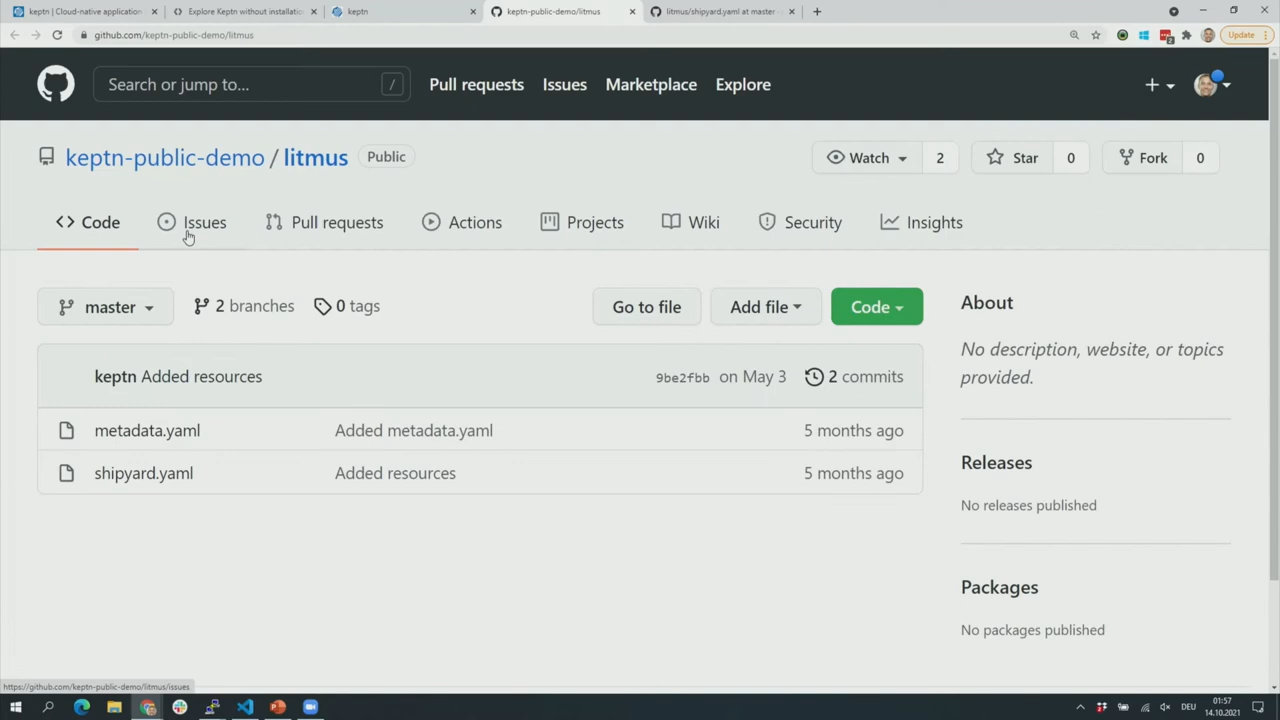 keptn | Cloud-native application
Explore Keptn without installatio
keptn
keptn-public-demo/litmus
litmus/shipyard.yaml at master
github.com/keptn-public-demo/litmus
2
Update
Search or jump to...
/
Pull requests
Issues
Marketplace
Explore
keptn-public-demo / litmus
Public
Watch
2
Star
0
Fork
0
Code
Issues
Pull requests
Actions
Projects
Wiki
Security
Insights
master
2 branches
0 tags
Go to file
Add file
Code
keptn Added resources
9be2fbb on May 3
2 commits
metadata.yaml
Added metadata.yaml
5 months ago
shipyard.yaml
Added resources
5 months ago
About
No description, website, or topics
provided.
Releases
No releases published
Packages
No packages published
https://github.com/keptn-public-demo/litmus/issues
DEU
01:57
14.10.2021